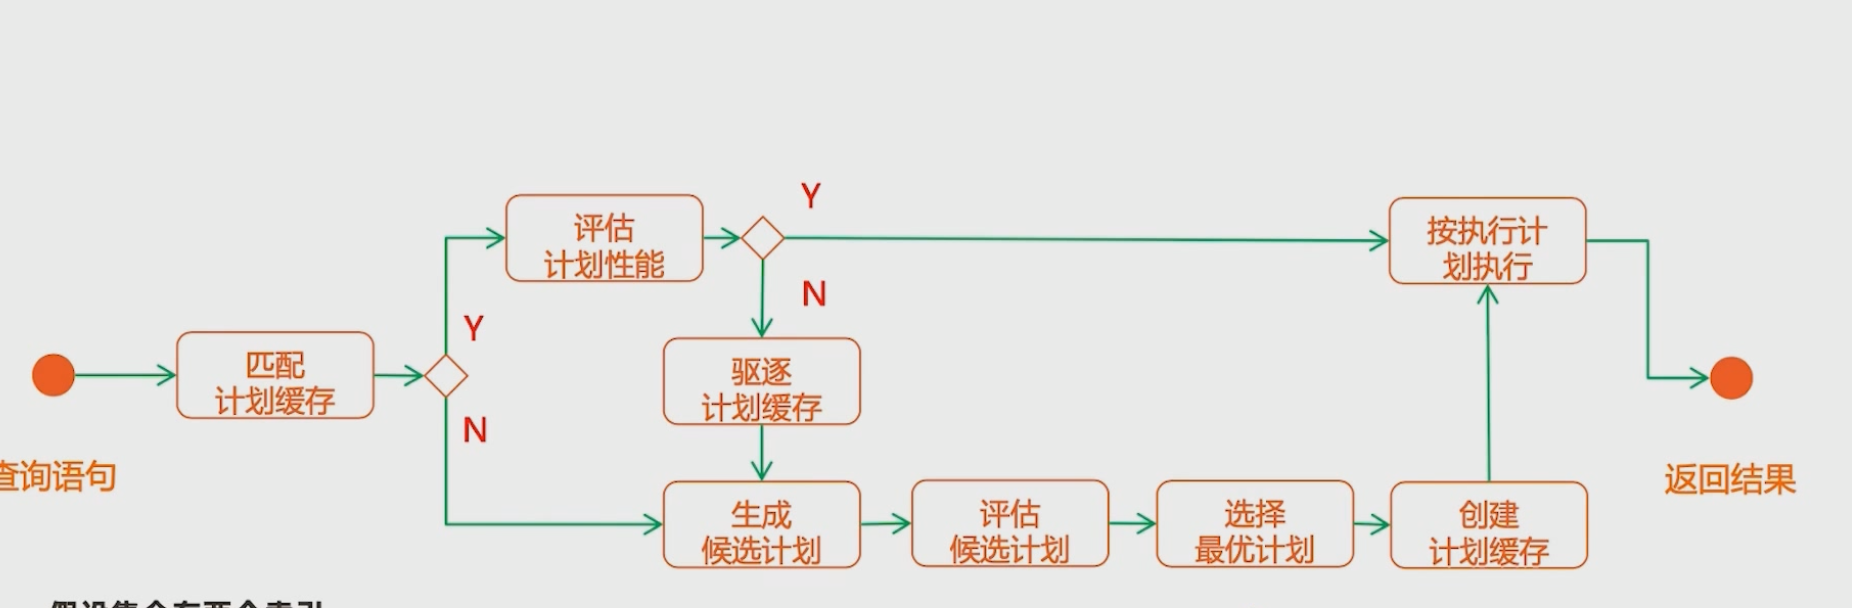 查询语句
匹配
计划缓存
Y
N
评估
计划性能
Y
N
驱逐
计划缓存
生成
候选计划
评估
候选计划
选择
最优计划
创建
计划缓存
按执行计
划执行
返回结果